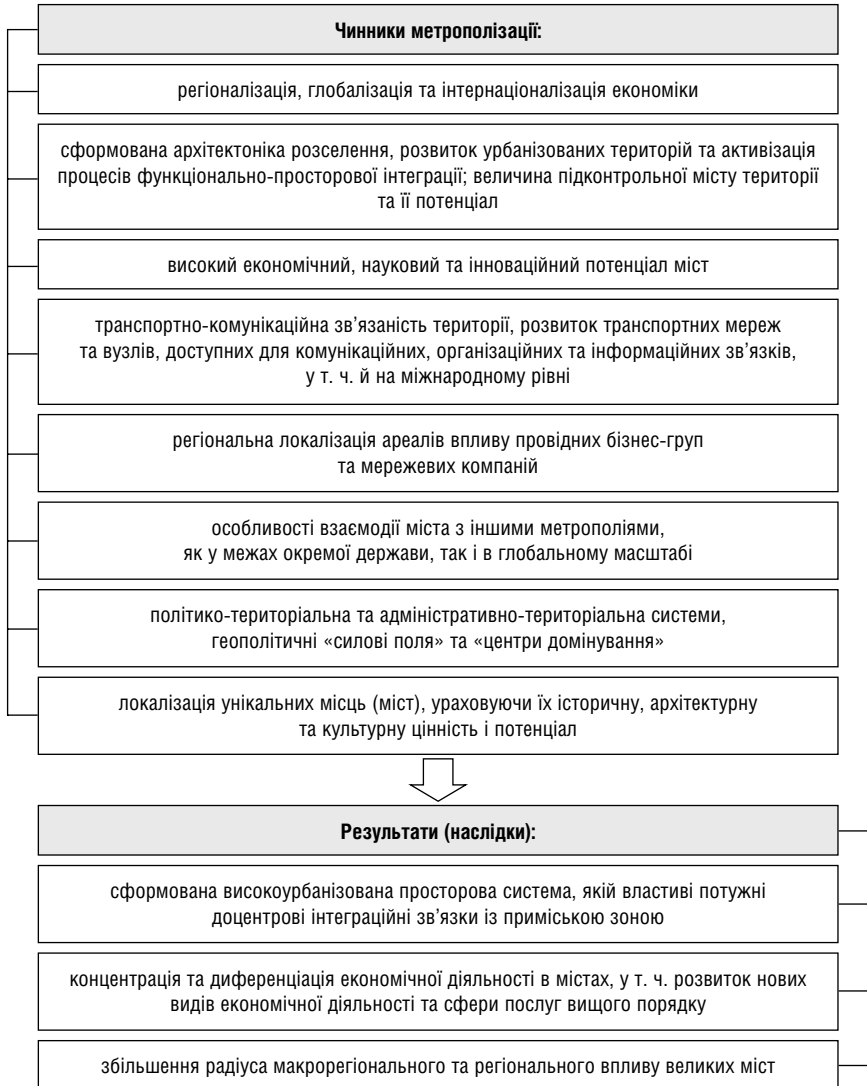 Чинники метрополізації:
регіоналізація, глобалізація та інтернаціоналізація економіки
сформована архітектоніка розселення, розвиток урбанізованих територій та активізація
процесів функціонально-просторової інтеграції; величина підконтрольної місту території
та її потенціал
високий економічний, науковий та інноваційний потенціал міст
транспортно-комунікаційна зв’язаність території, розвиток транспортних мереж
та вузлів, доступних для комунікаційних, організаційних та інформаційних зв’язків,
у т. ч. й на міжнародному рівні
регіональна локалізація ареалів впливу провідних бізнес-груп
та мережевих компаній
особливості взаємодії міста з іншими метрополіями,
як у межах окремої держави, так і в глобальному масштабі
політико-територіальна та адміністративно-територіальна системи,
геополітичні «силові поля» та «центри домінування»
локалізація унікальних місць (міст), ураховуючи їх історичну, архітектурну
та культурну цінність і потенціал
Результати (наслідки):
сформована високоурбанізована просторова система, якій властиві потужні
доцентрові інтеграційні зв’язки із приміською зоною
концентрація та диференціація економічної діяльності в містах, у т. ч. розвиток нових
видів економічної діяльності та сфери послуг вищого порядку
збільшення радіуса макрорегіонального та регіонального впливу великих міст